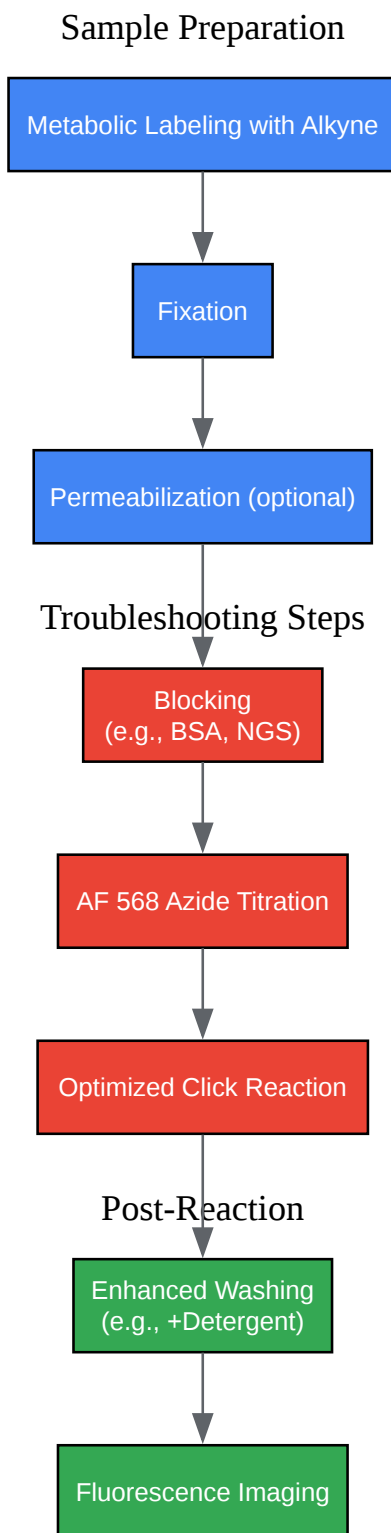 Sample Preparation
Metabolic Labeling with Alkyne
Fixation
Permeabilization (optional)
Troubleshooting Steps
Blocking
(e.g., BSA, NGS)
AF 568 Azide Titration
Optimized Click Reaction
Post-Reaction
Enhanced Washing
(e.g., +Detergent)
Fluorescence Imaging